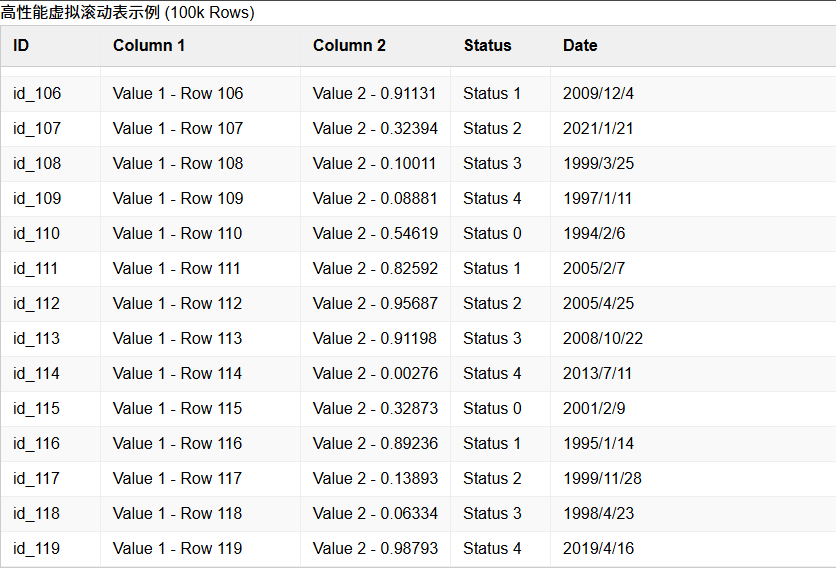 高性能虚拟滚动表示例 (100k Rows)
ID Column 1 Column 2 Status Date
id_106 Value 1 - Row 106 Value 2 - 0.91131 Status 1 2009/12/4
id_107 Value 1 - Row 107 Value 2 - 0.32394 Status 2 2021/1/21
id_108 Value 1 - Row 108 Value 2 - 0.10011 Status 3 1999/3/25
id_109 Value 1 - Row 109 Value 2 - 0.08881 Status 4 1997/1/11
id_110 Value 1 - Row 110 Value 2 - 0.54619 Status 0 1994/2/6
id_111 Value 1 - Row 111 Value 2 - 0.82592 Status 1 2005/2/7
id_112 Value 1 - Row 112 Value 2 - 0.95687 Status 2 2005/4/25
id_113 Value 1 - Row 113 Value 2 - 0.91198 Status 3 2008/10/22
id_114 Value 1 - Row 114 Value 2 - 0.00276 Status 4 2013/7/11
id_115 Value 1 - Row 115 Value 2 - 0.32873 Status 0 2001/2/9
id_116 Value 1 - Row 116 Value 2 - 0.89236 Status 1 1995/1/14
id_117 Value 1 - Row 117 Value 2 - 0.13893 Status 2 1999/11/28
id_118 Value 1 - Row 118 Value 2 - 0.06334 Status 3 1998/4/23
id_119 Value 1 - Row 119 Value 2 - 0.98793 Status 4 2019/4/16